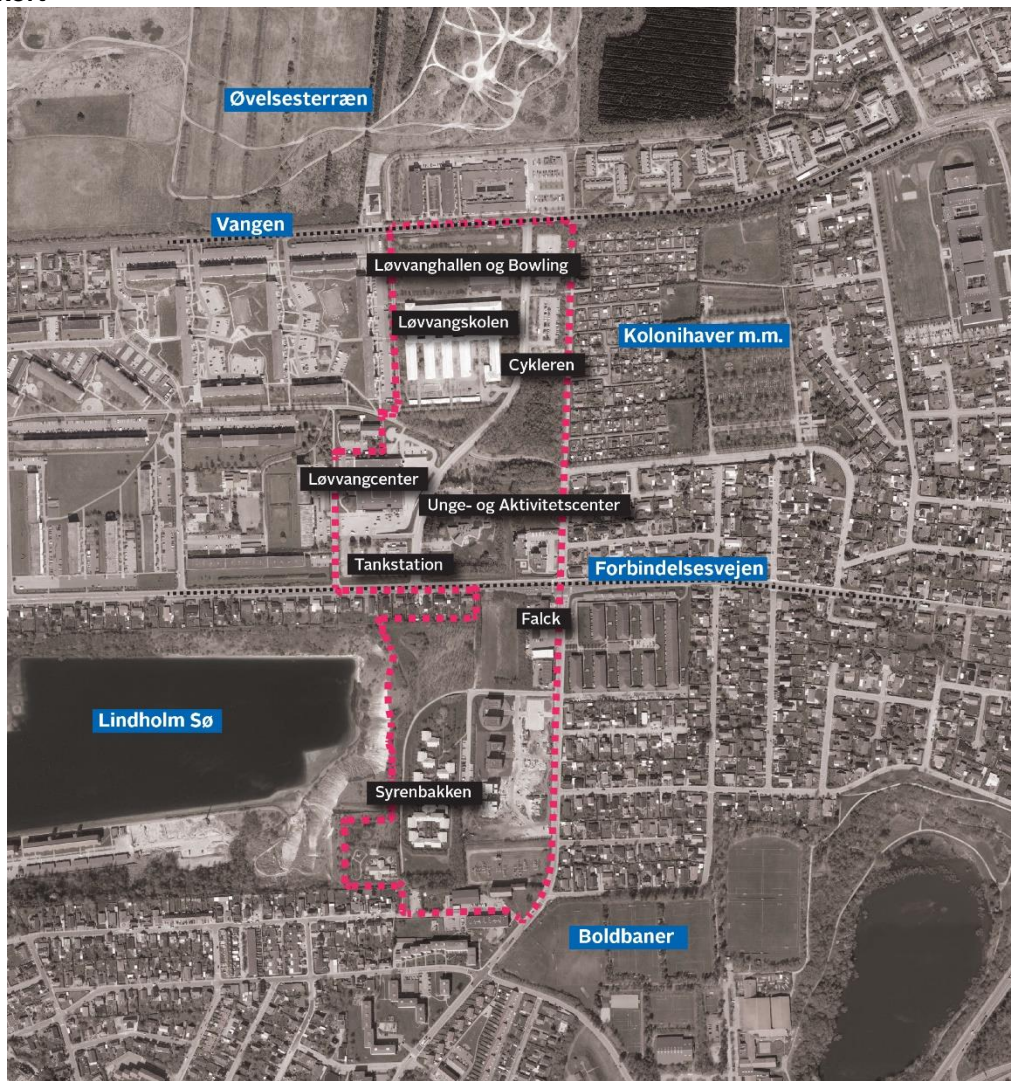 Øvelsesterræn
Vangen
Løvvanghallen og Bowling
Løvvangskolen
Kolonihaver m.m.
Cykleren
Løvvangcenter
Unge- og Aktivitetscenter
Tankstation
Forbindelsesvejen
Falck
Lindholm Sø
Syrenbakken
Boldbaner